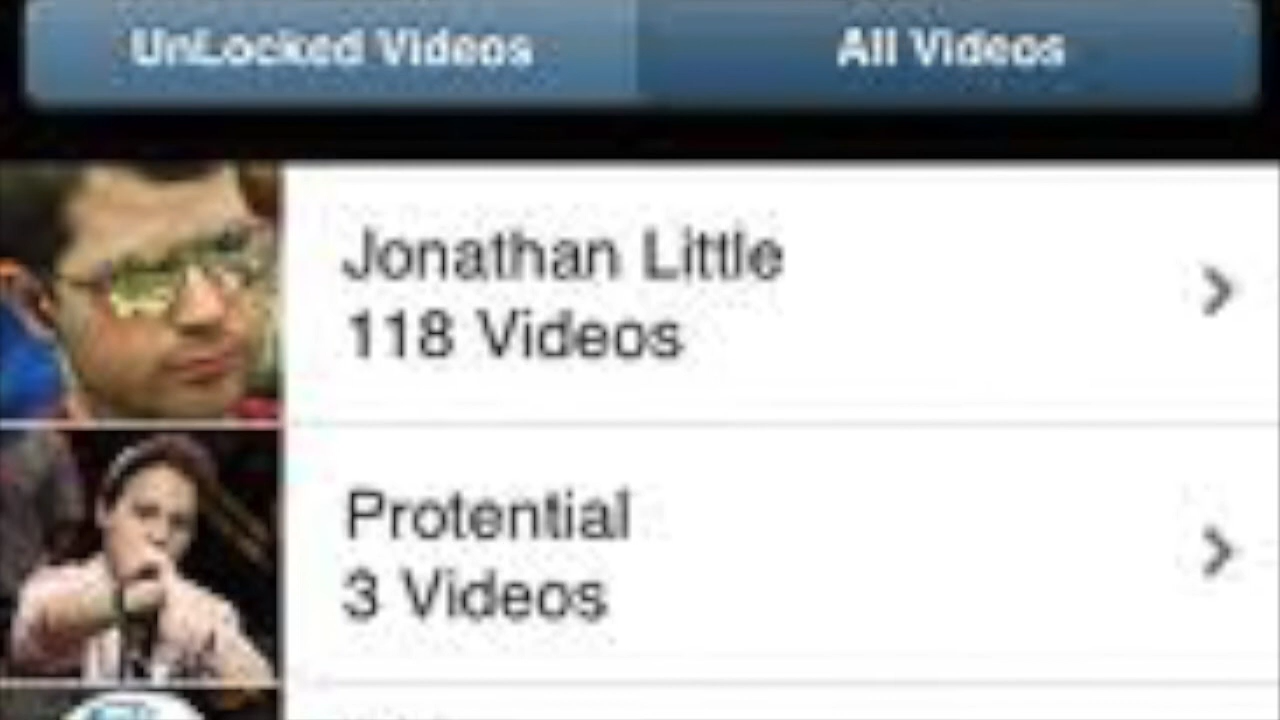 UnLocked Videos
All Videos
Jonathan Little
118 Videos
Protential
3 Videos